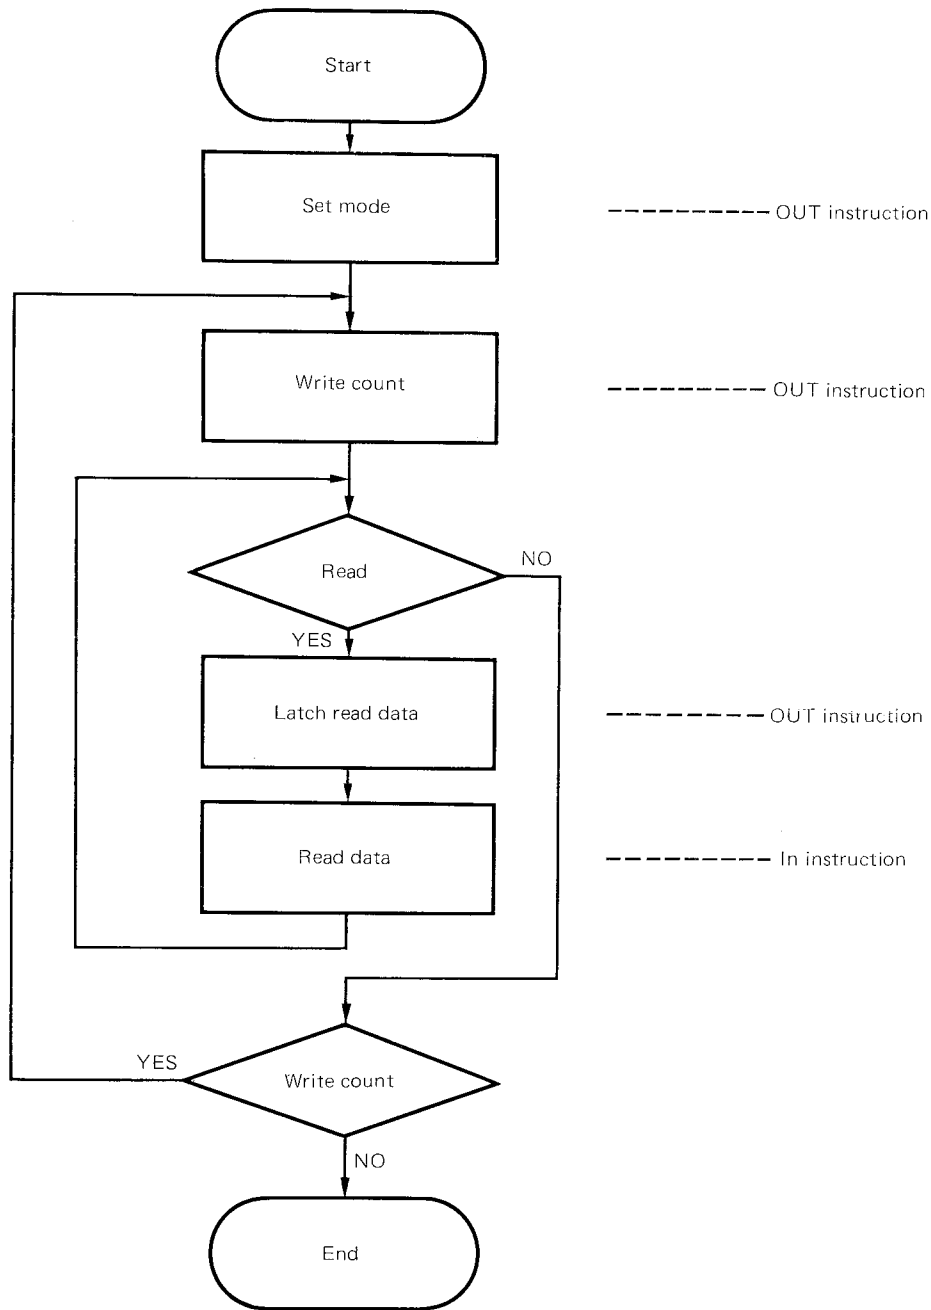 Start
Set mode
OUT instruction
Write count
OUT instruction
Read
NO
YES
Latch read data
OUT instruction
Read data
In instruction
YES
Write count
NO
End